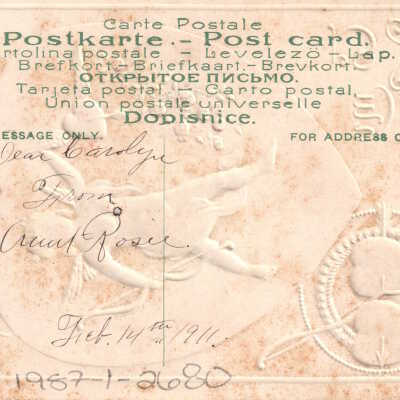 Carte Postale
Postkarte.- Post card.
artolina postale - Levelezö - Lap.
Brefkort.-Briefkaart.-Brevkort.
ОТКРЫТОЕ ПИСЬМО.
Tarjeta postal. - Carto postal,
Union postale universelle
Dopisnice.
ESSAGE ONLY.
FOR ADDRESS O
Dear Carolyn
From
Aunt Rosie.
Feb. 14th 1911.
1987-1-2680